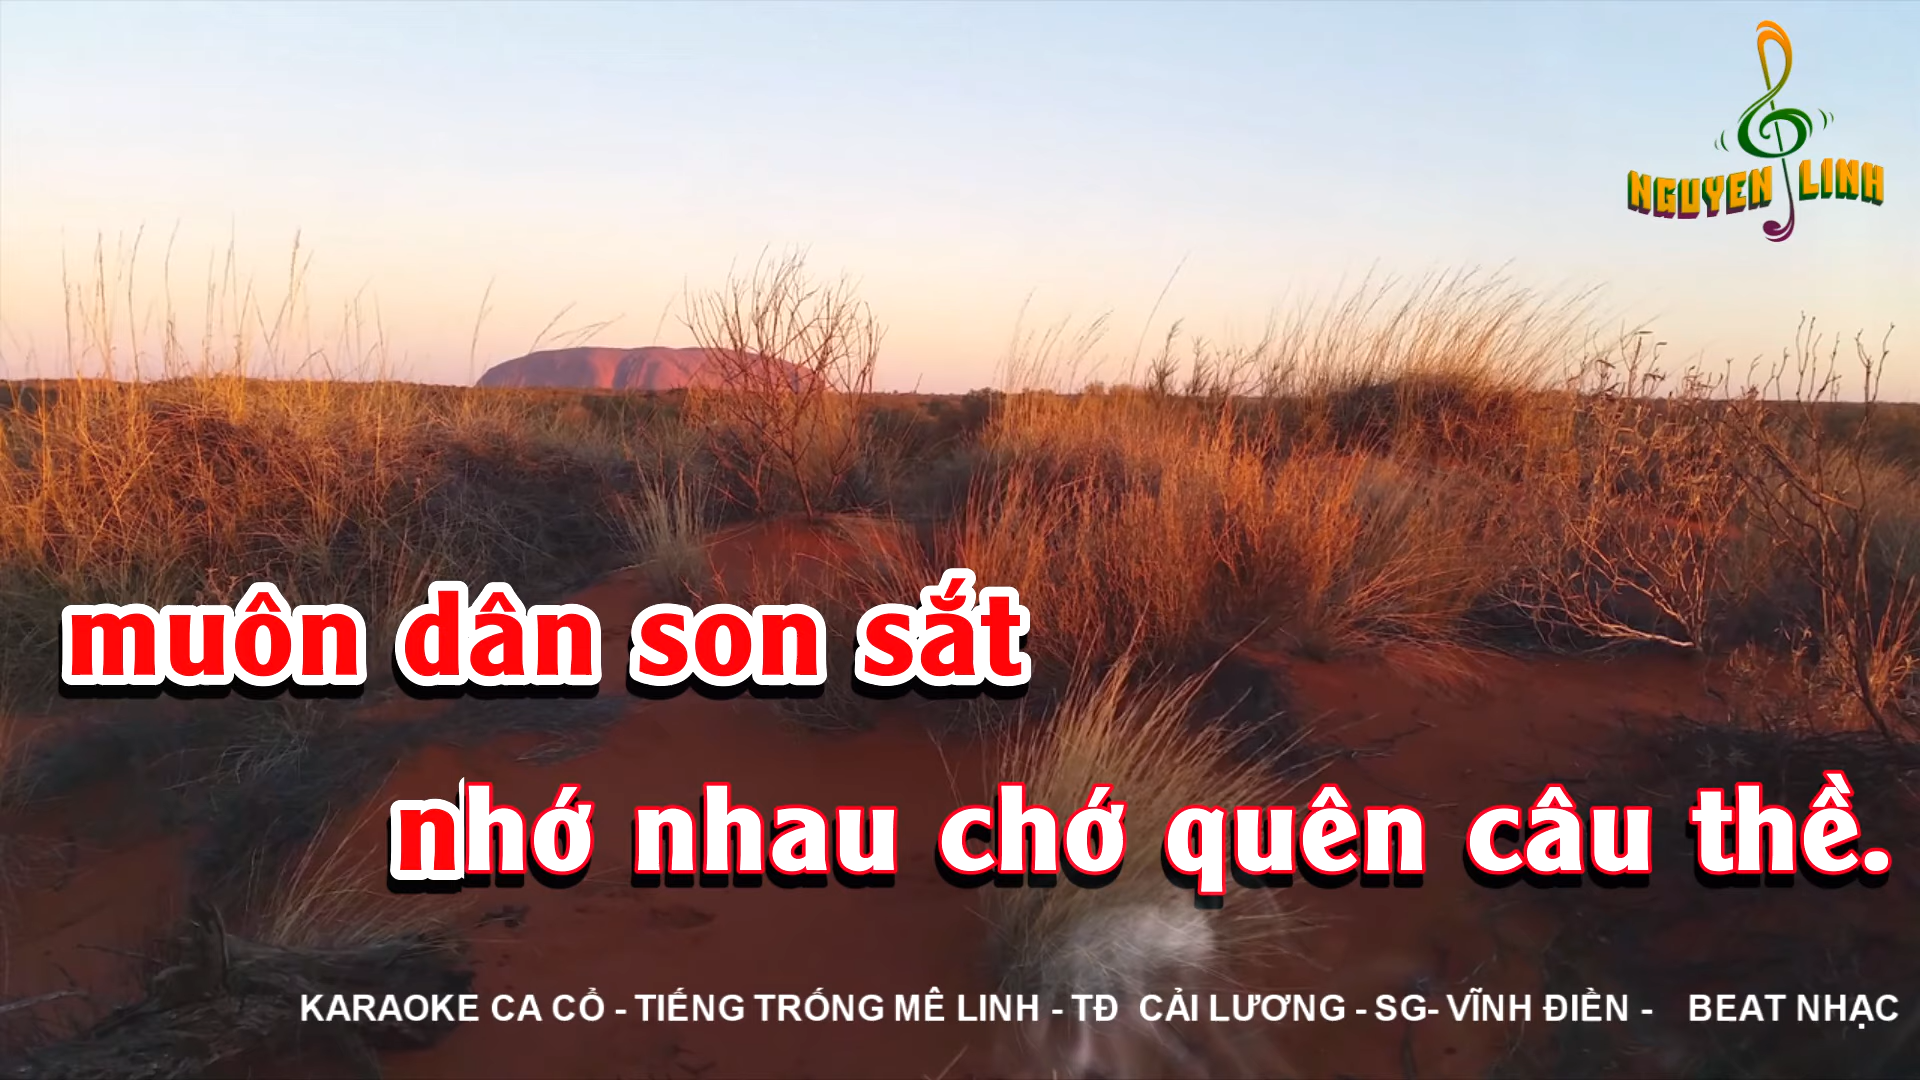 NGUYEN LINH
muôn dân son sắt
nhớ nhau chớ quên câu thề.
KARAOKE CA CỔ - TIẾNG TRỐNG MÊ LINH - TĐ CẢI LƯƠNG - SG- VĨNH ĐIỀN - BEAT NHẠC